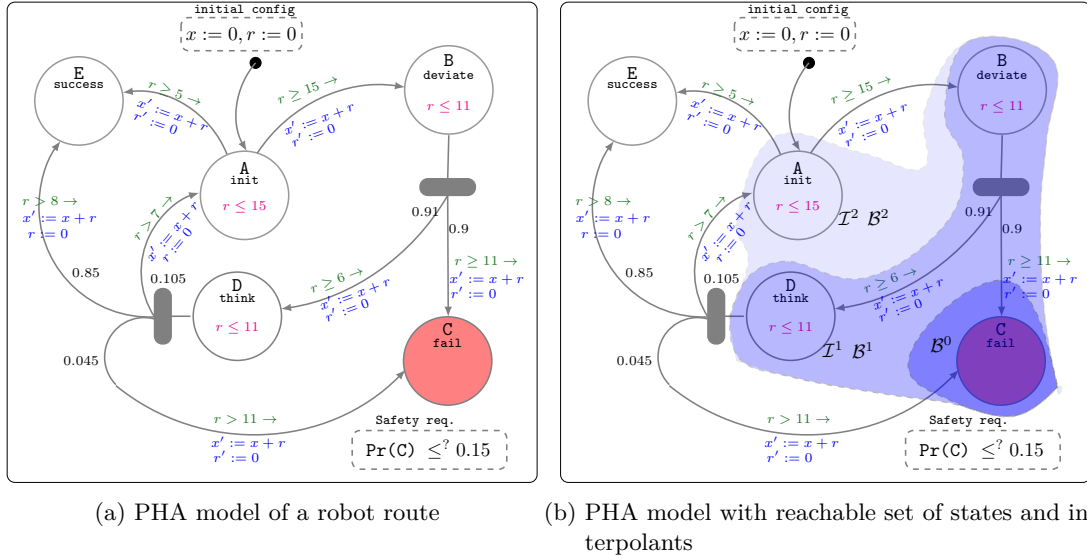 initial config
x := 0, r := 0
E
success
B
deviate
r ≤ 11
r > 5 →
x′ := x + r
r′ := 0
r ≥ 15 →
x′ := x + r
r′ := 0
A
init
r ≤ 15
r > 8 →
x′ := x + r
r := 0
r > 7 →
x′ := x + r
r := 0
0.91
0.9
r ≥ 6 →
x′ := x + r
r′ := 0
r ≥ 11 →
x′ := x + r
r′ := 0
0.85
0.105
D
think
r ≤ 11
C
fail
0.045
r > 11 →
x′ := x + r
r′ := 0
Safety req.
Pr(C) ≤? 0.15
(a) PHA model of a robot route
initial config
x := 0, r := 0
E
success
B
deviate
r ≤ 11
r > 5 →
x′ := x + r
r′ := 0
r ≥ 15 →
x′ := x + r
r′ := 0
A
init
r ≤ 15
I² B²
r > 8 →
x′ := x + r
r := 0
r > 7 →
x′ := x + r
r := 0
0.91
0.9
r ≥ 6 →
x′ := x + r
r′ := 0
r ≥ 11 →
x′ := x + r
r′ := 0
0.85
0.105
D
think
r ≤ 11
I¹ B¹
B⁰
C
fail
0.045
r > 11 →
x′ := x + r
r′ := 0
Safety req.
Pr(C) ≤? 0.15
(b) PHA model with reachable set of states and in
terpolants